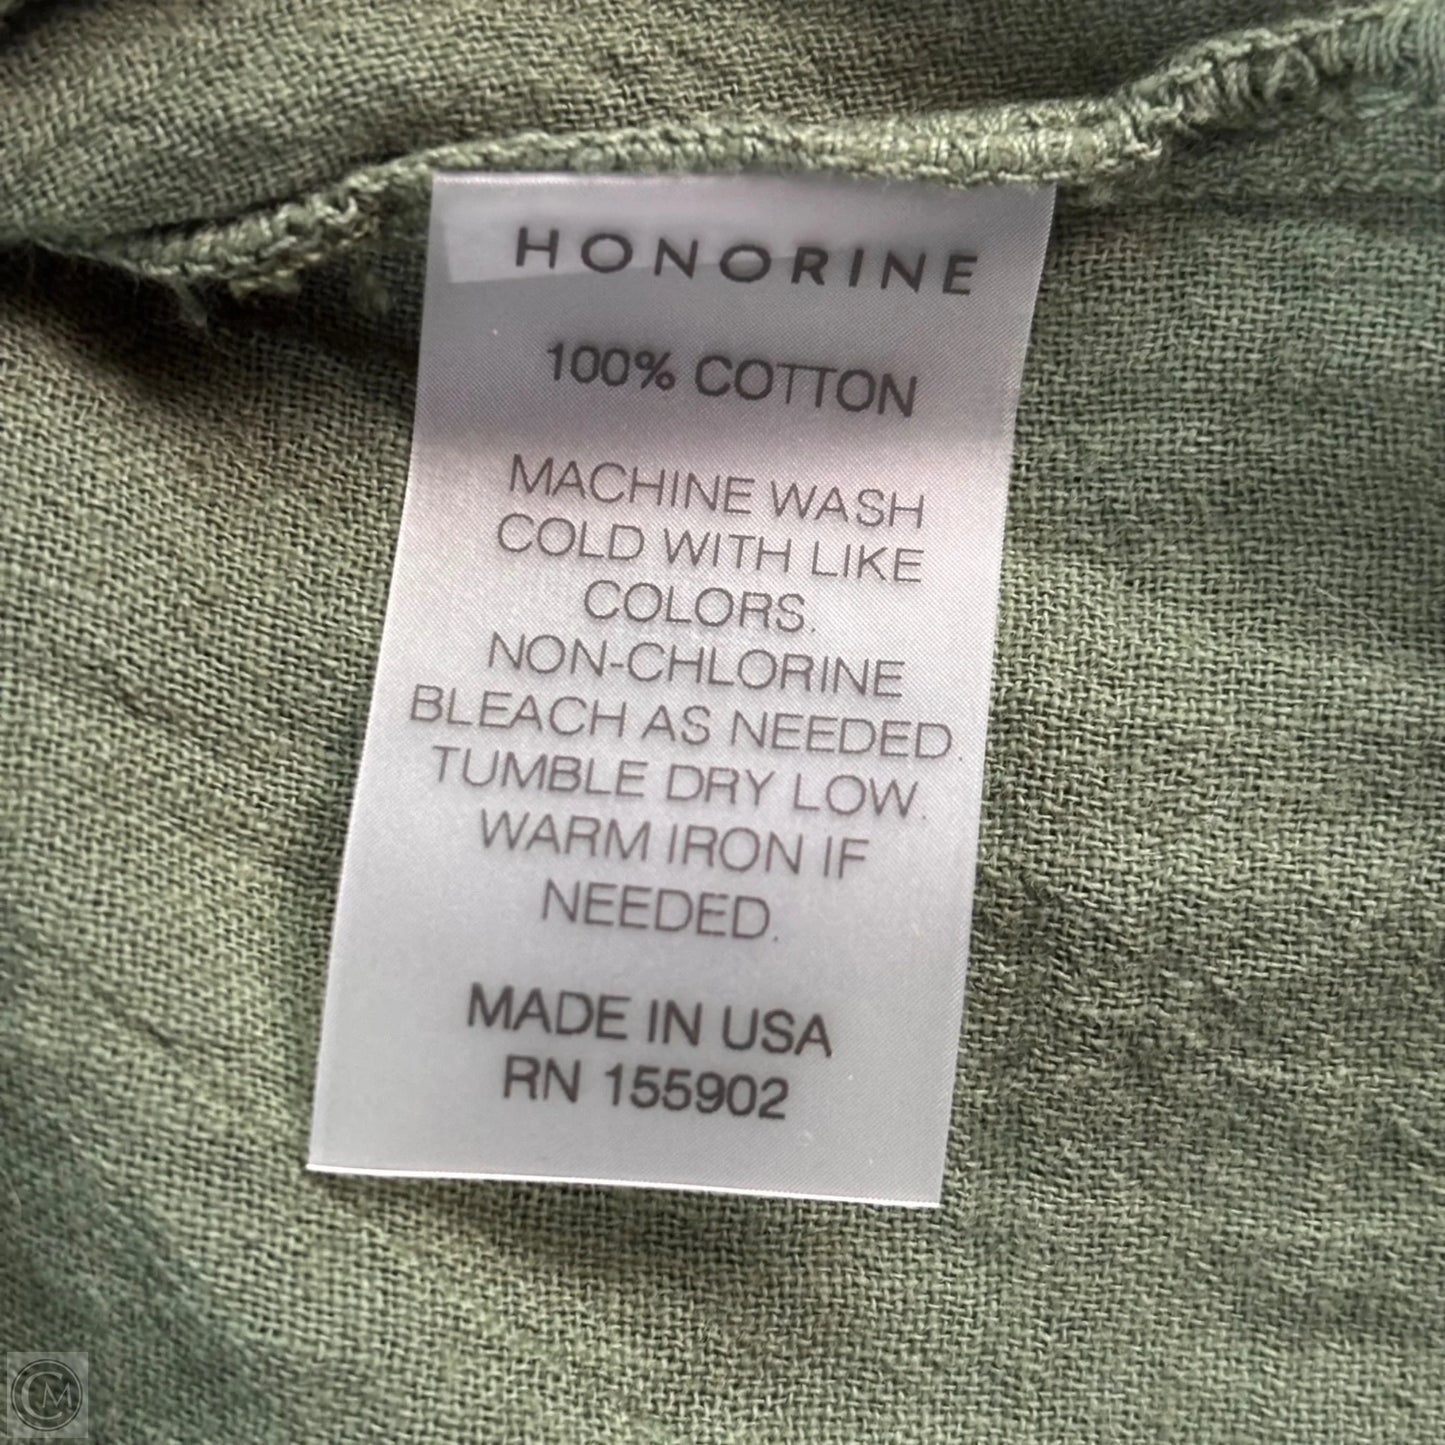 HONORINE
100% COTTON
MACHINE WASH
COLD WITH LIKE
COLORS.
NON-CHLORINE
BLEACH AS NEEDED.
TUMBLE DRY LOW.
WARM IRON IF
NEEDED.
MADE IN USA
RN 155902
CM